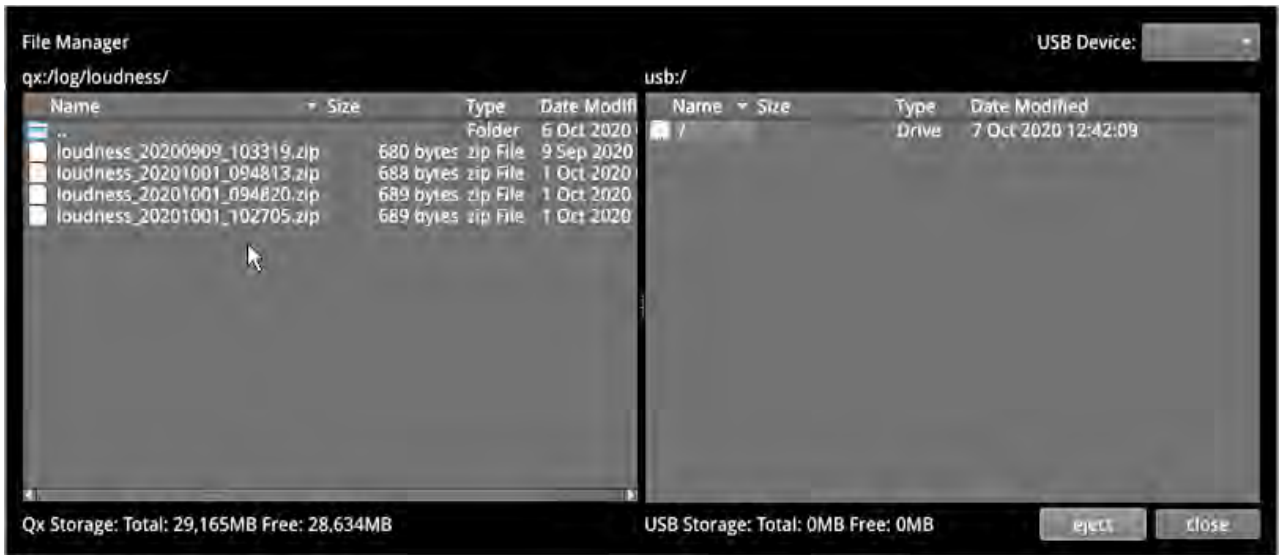 File Manager
USB Device:
qx:/log/loudness/
usb:/
Name Size Type Date Modifi
.. Folder 6 Oct 2020
loudness_20200909_103319.zip 680 bytes zip File 9 Sep 2020
loudness_20201001_094813.zip 688 bytes zip File 1 Oct 2020
loudness_20201001_094820.zip 689 bytes zip File 1 Oct 2020
loudness_20201001_102705.zip 689 bytes zip File 1 Oct 2020
Name Size Type Date Modified
/ Drive 7 Oct 2020 12:42:09
Qx Storage: Total: 29,165MB Free: 28,634MB
USB Storage: Total: 0MB Free: 0MB
eject
close